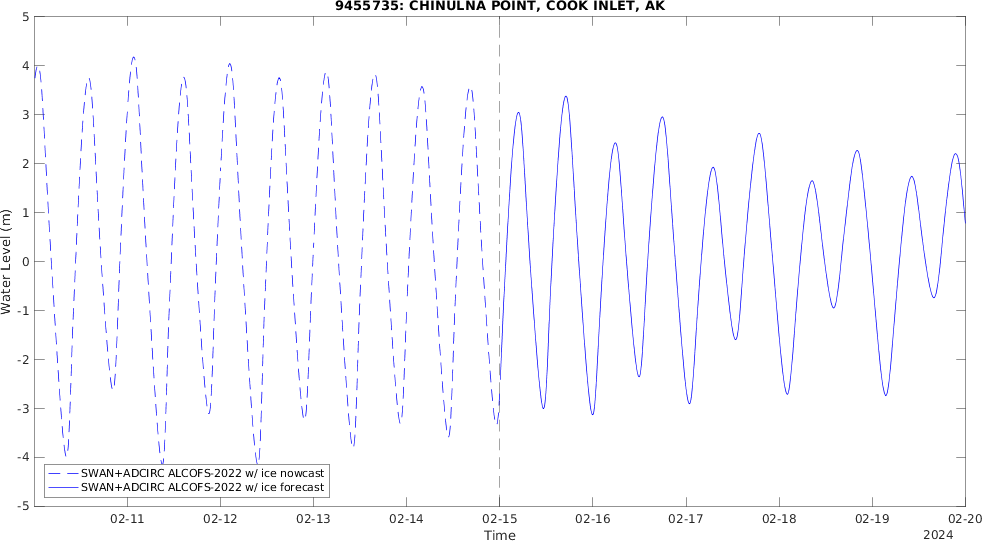 9455735: CHINULNA POINT, COOK INLET, AK
5
4
3
2
1
0
-1
-2
-3
-4
-5
Water Level (m)
SWAN+ADCIRC ALCOFS-2022 w/ ice nowcast
SWAN+ADCIRC ALCOFS-2022 w/ ice forecast
02-11 02-12 02-13 02-14 02-15 02-16 02-17 02-18 02-19 02-20
Time
2024